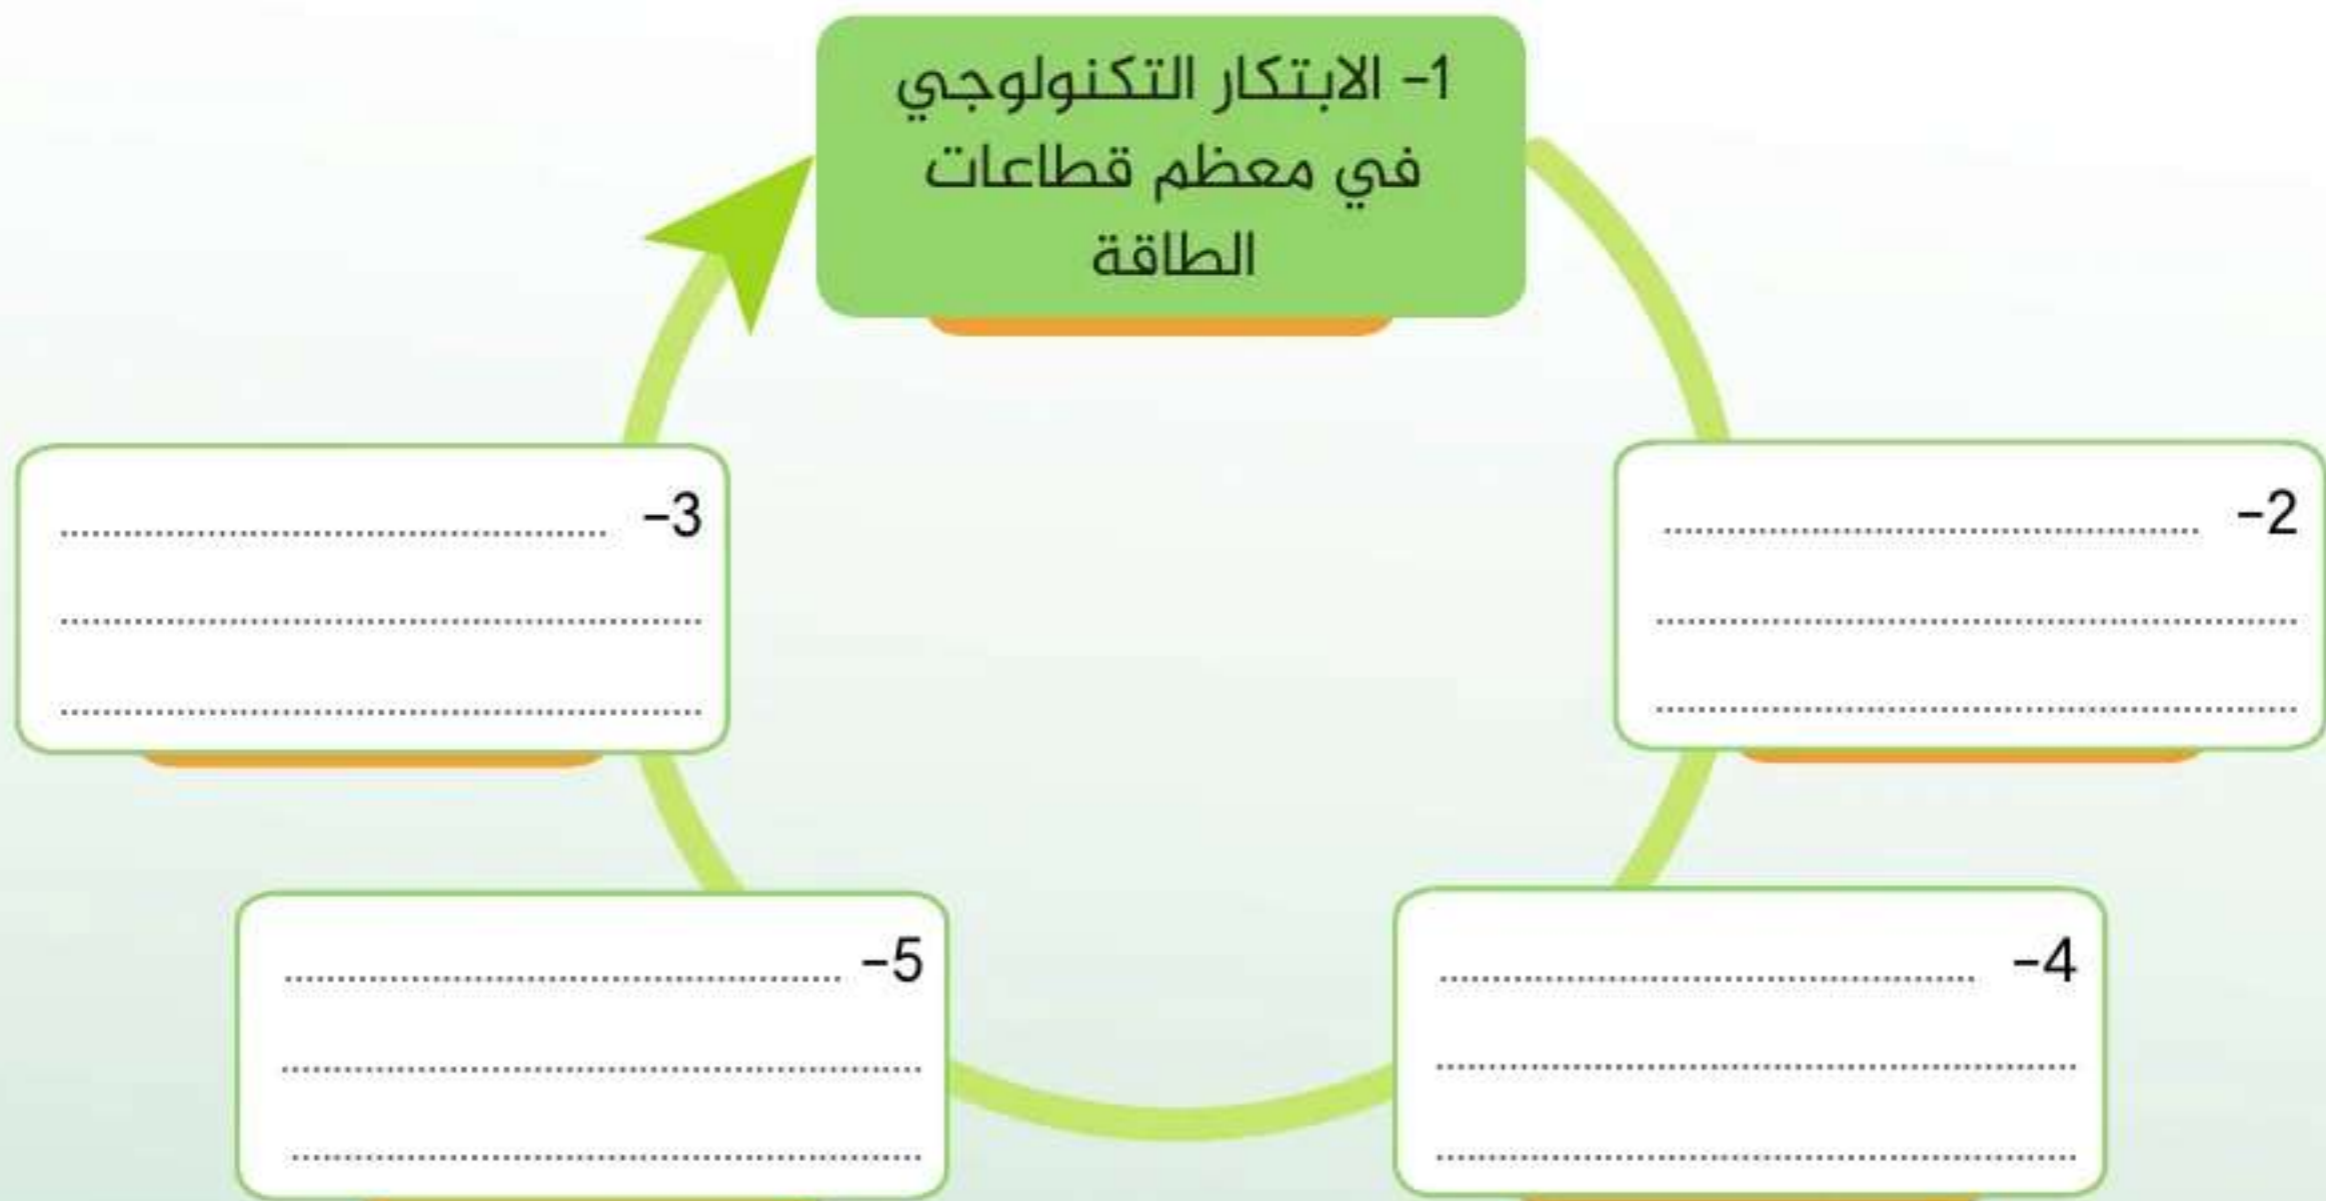 1- الابتكار التكنولوجي
في معظم قطاعات
الطاقة
2-
3-
4-
5-